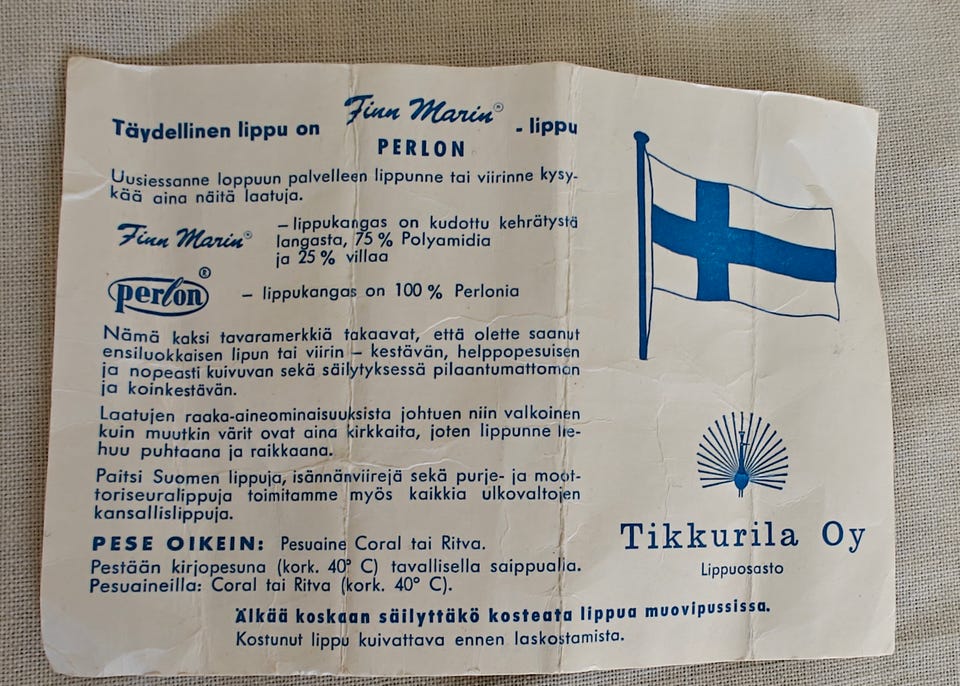 Täydellinen lippu on Finn Marin® - lippu
PERLON
Uusiessanne loppuun palvelleen lippunne tai viirinne kysy-
kää aina näitä laatuja.
Finn Marin® – lippukangas on kudottu kehrätystä
langasta, 75 % Polyamidia
ja 25 % villaa
perlon® – lippukangas on 100 % Perlonia
Nämä kaksi tavaramerkkiä takaavat, että olette saanut
ensiluokkaisen lipun tai viirin – kestävän, helppopesuisen
ja nopeasti kuivuvan sekä säilytyksessä pilaantumattoman
ja koinkestävän.
Laatujen raaka-aineominaisuuksista johtuen niin valkoinen
kuin muutkin värit ovat aina kirkkaita, joten lippunne lie-
huu puhtaana ja raikkaana.
Paitsi Suomen lippuja, isännänviirejä sekä purje- ja moot-
toriseuralippuja toimitamme myös kaikkia ulkovaltojen
kansallislippuja.
PESE OIKEIN: Pesuaine Coral tai Ritva.
Pestään kirjopesuna (kork. 40° C) tavallisella saippualla.
Pesuaineilla: Coral tai Ritva (kork. 40° C).
Älkää koskaan säilyttäkö kosteata lippua muovipussissa.
Kostunut lippu kuivattava ennen laskostamista.
Tikkurila Oy
Lippuosasto